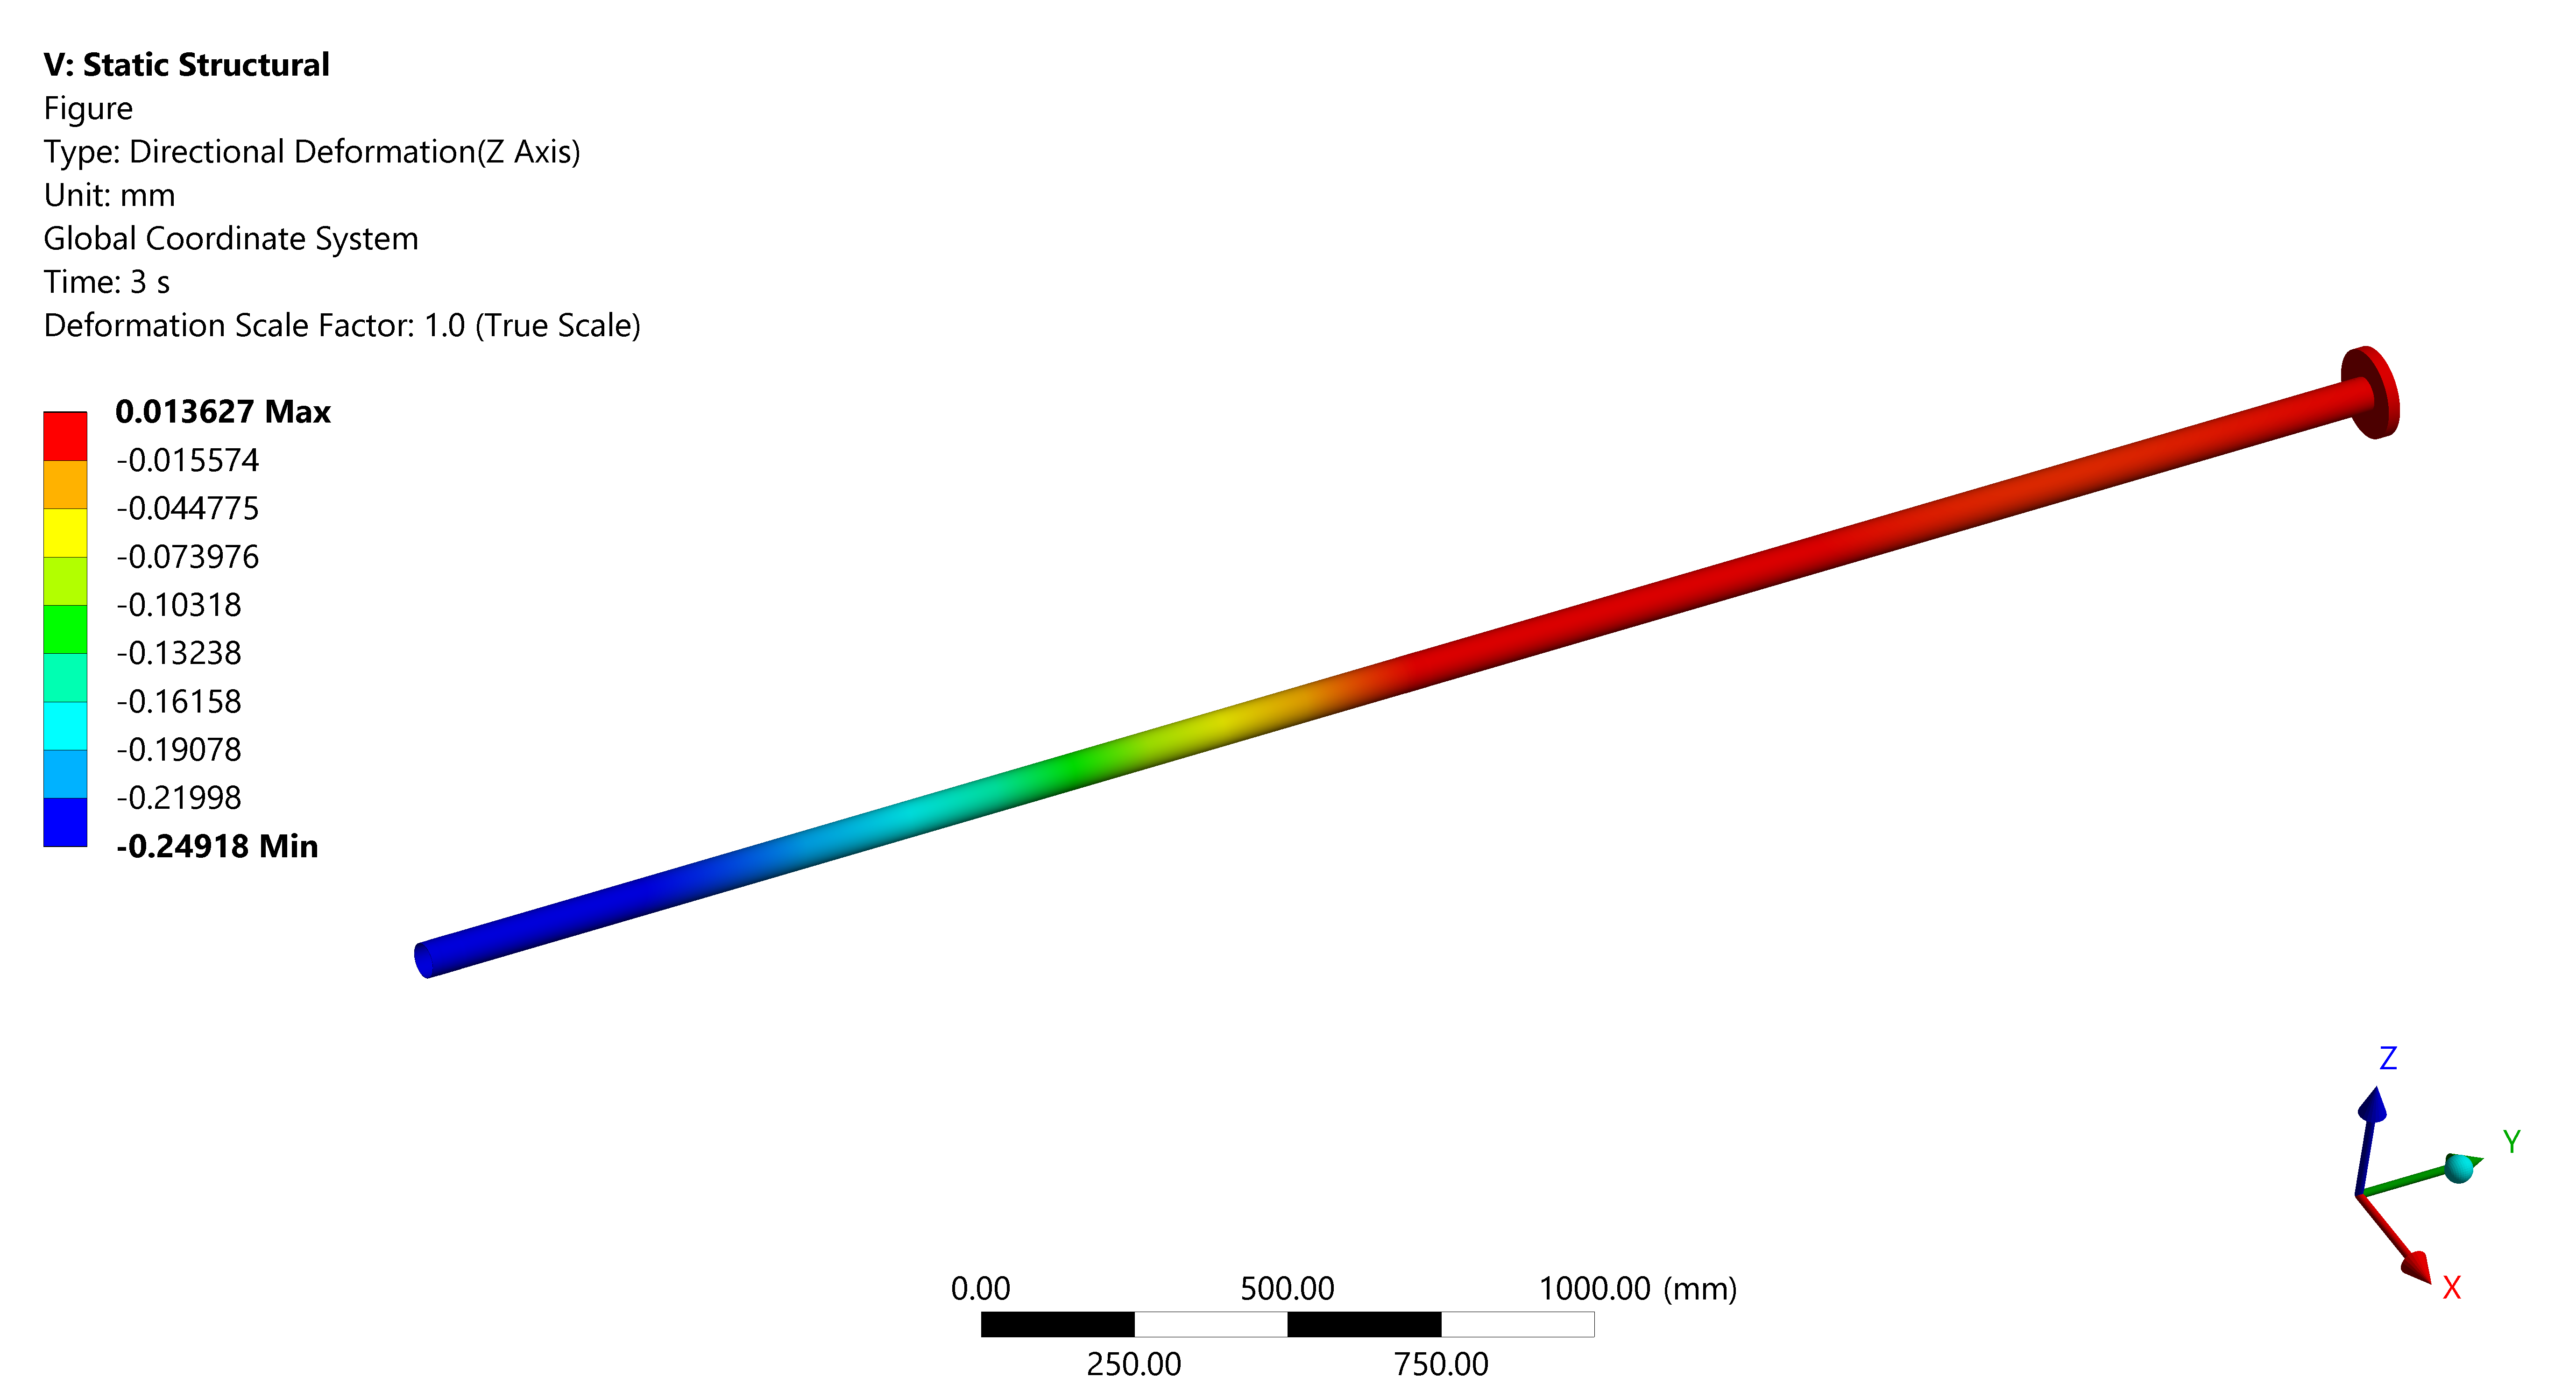 V: Static Structural
Figure
Type: Directional Deformation(Z Axis)
Unit: mm
Global Coordinate System
Time: 3 s
Deformation Scale Factor: 1.0 (True Scale)
0.013627 Max
-0.015574
-0.044775
-0.073976
-0.10318
-0.13238
-0.16158
-0.19078
-0.21998
-0.24918 Min
Z
Y
X
0.00 500.00 1000.00 (mm)
250.00 750.00